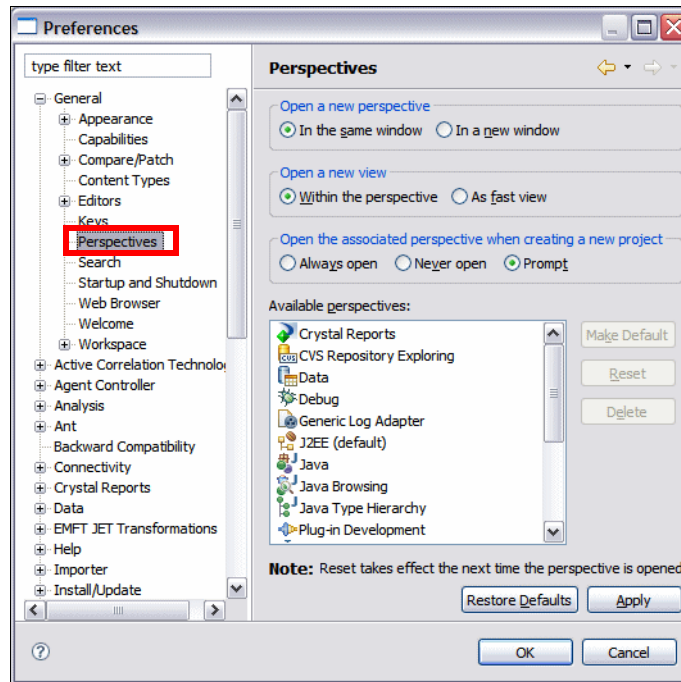 Preferences
type filter text
General
Appearance
Capabilities
Compare/Patch
Content Types
Editors
Keys
Perspectives
Search
Startup and Shutdown
Web Browser
Welcome
Workspace
Active Correlation Technolo
Agent Controller
Analysis
Ant
Backward Compatibility
Connectivity
Crystal Reports
Data
EMFT JET Transformations
Help
Importer
Install/Update
Perspectives
Open a new perspective
In the same window In a new window
Open a new view
Within the perspective As fast view
Open the associated perspective when creating a new project
Always open Never open Prompt
Available perspectives:
Crystal Reports
CVS CVS Repository Exploring
Data
Debug
Generic Log Adapter
J2EE (default)
Java
Java Browsing
Java Type Hierarchy
Plug-in Development
Make Default
Reset
Delete
Note: Reset takes effect the next time the perspective is opened
Restore Defaults Apply
? OK Cancel